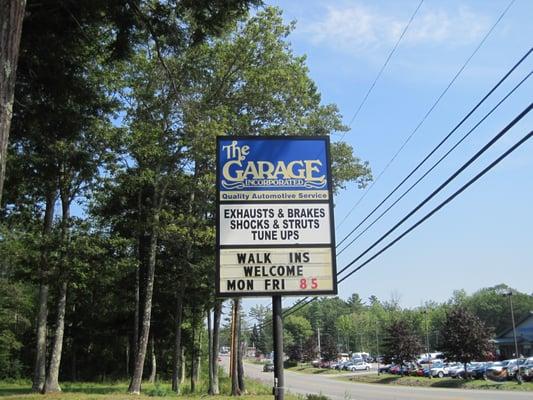 The
GARAGE
INCORPORATED
Quality Automotive Service
EXHAUSTS & BRAKES
SHOCKS & STRUTS
TUNE UPS
WALK INS
WELCOME
MON FRI 8 5